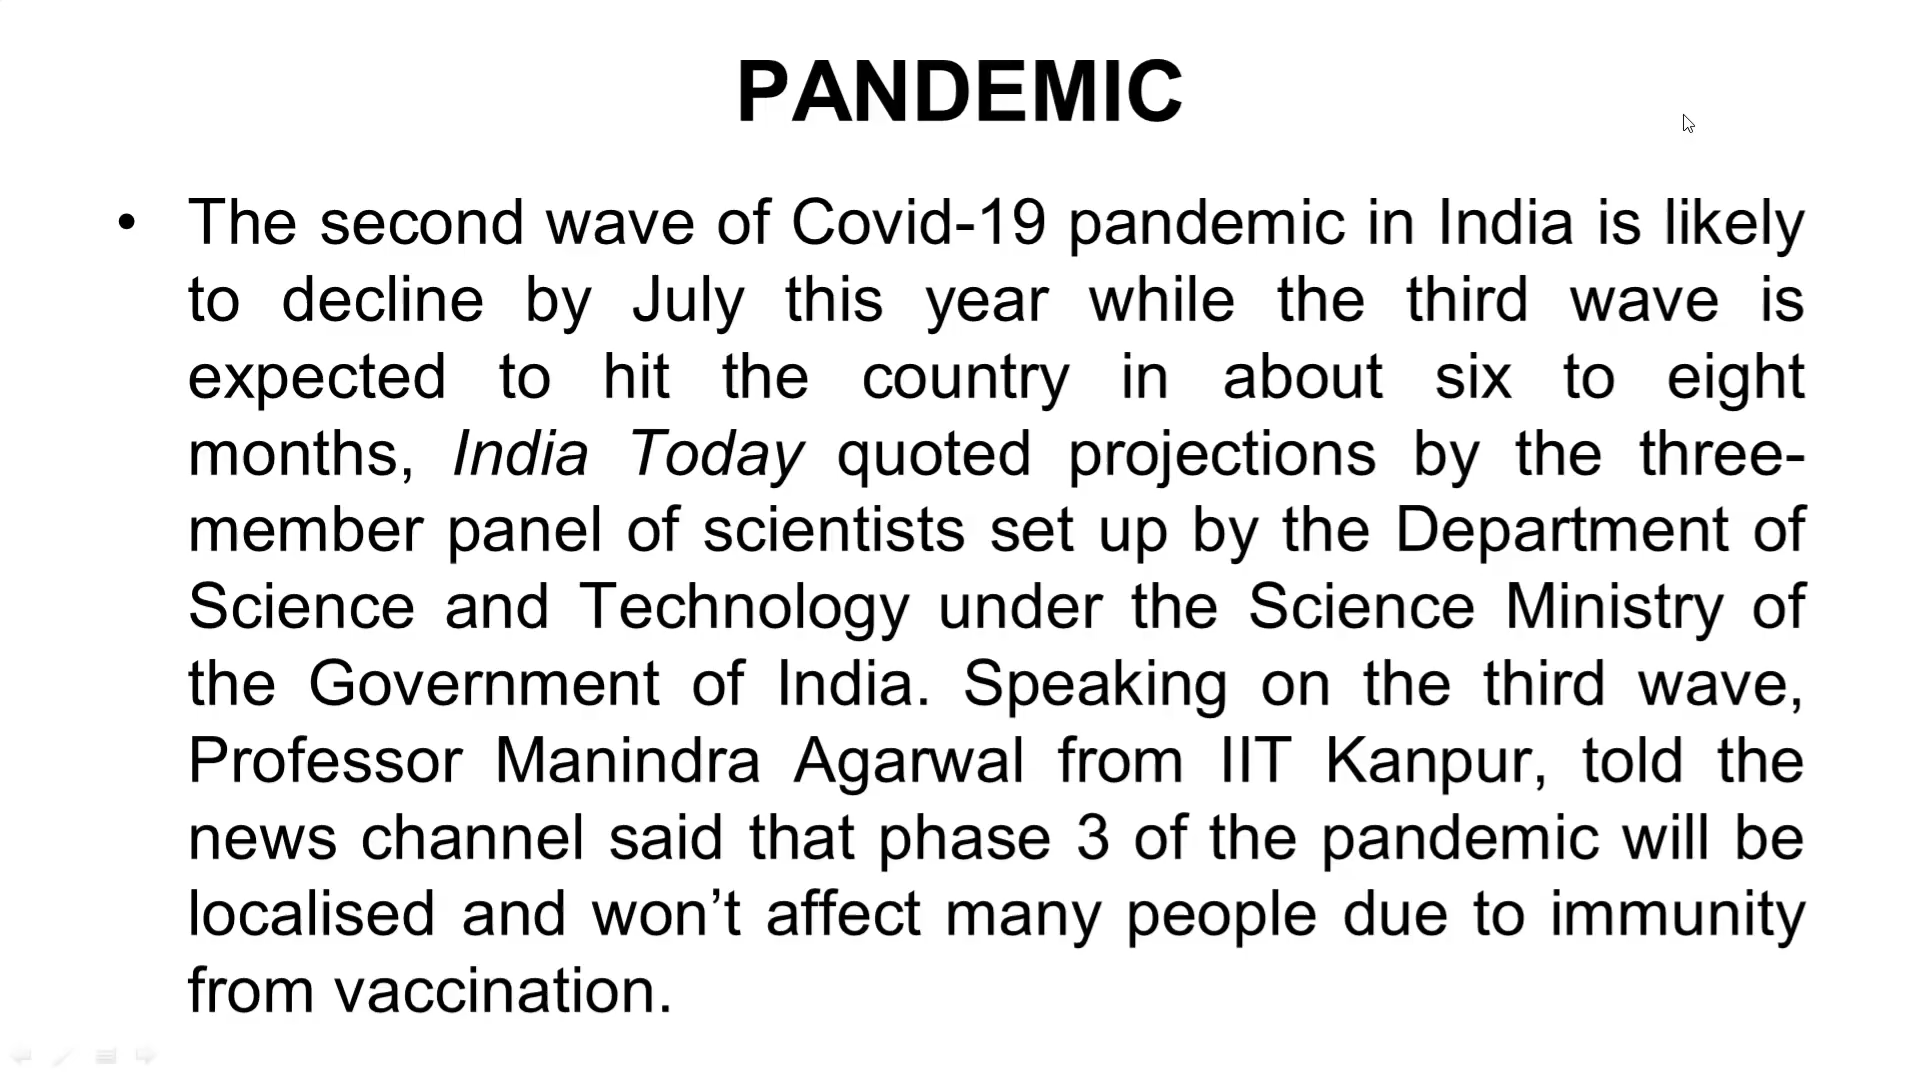 PANDEMIC
• The second wave of Covid-19 pandemic in India is likely
to decline by July this year while the third wave is
expected to hit the country in about six to eight
months, India Today quoted projections by the three-
member panel of scientists set up by the Department of
Science and Technology under the Science Ministry of
the Government of India. Speaking on the third wave,
Professor Manindra Agarwal from IIT Kanpur, told the
news channel said that phase 3 of the pandemic will be
localised and won’t affect many people due to immunity
from vaccination.